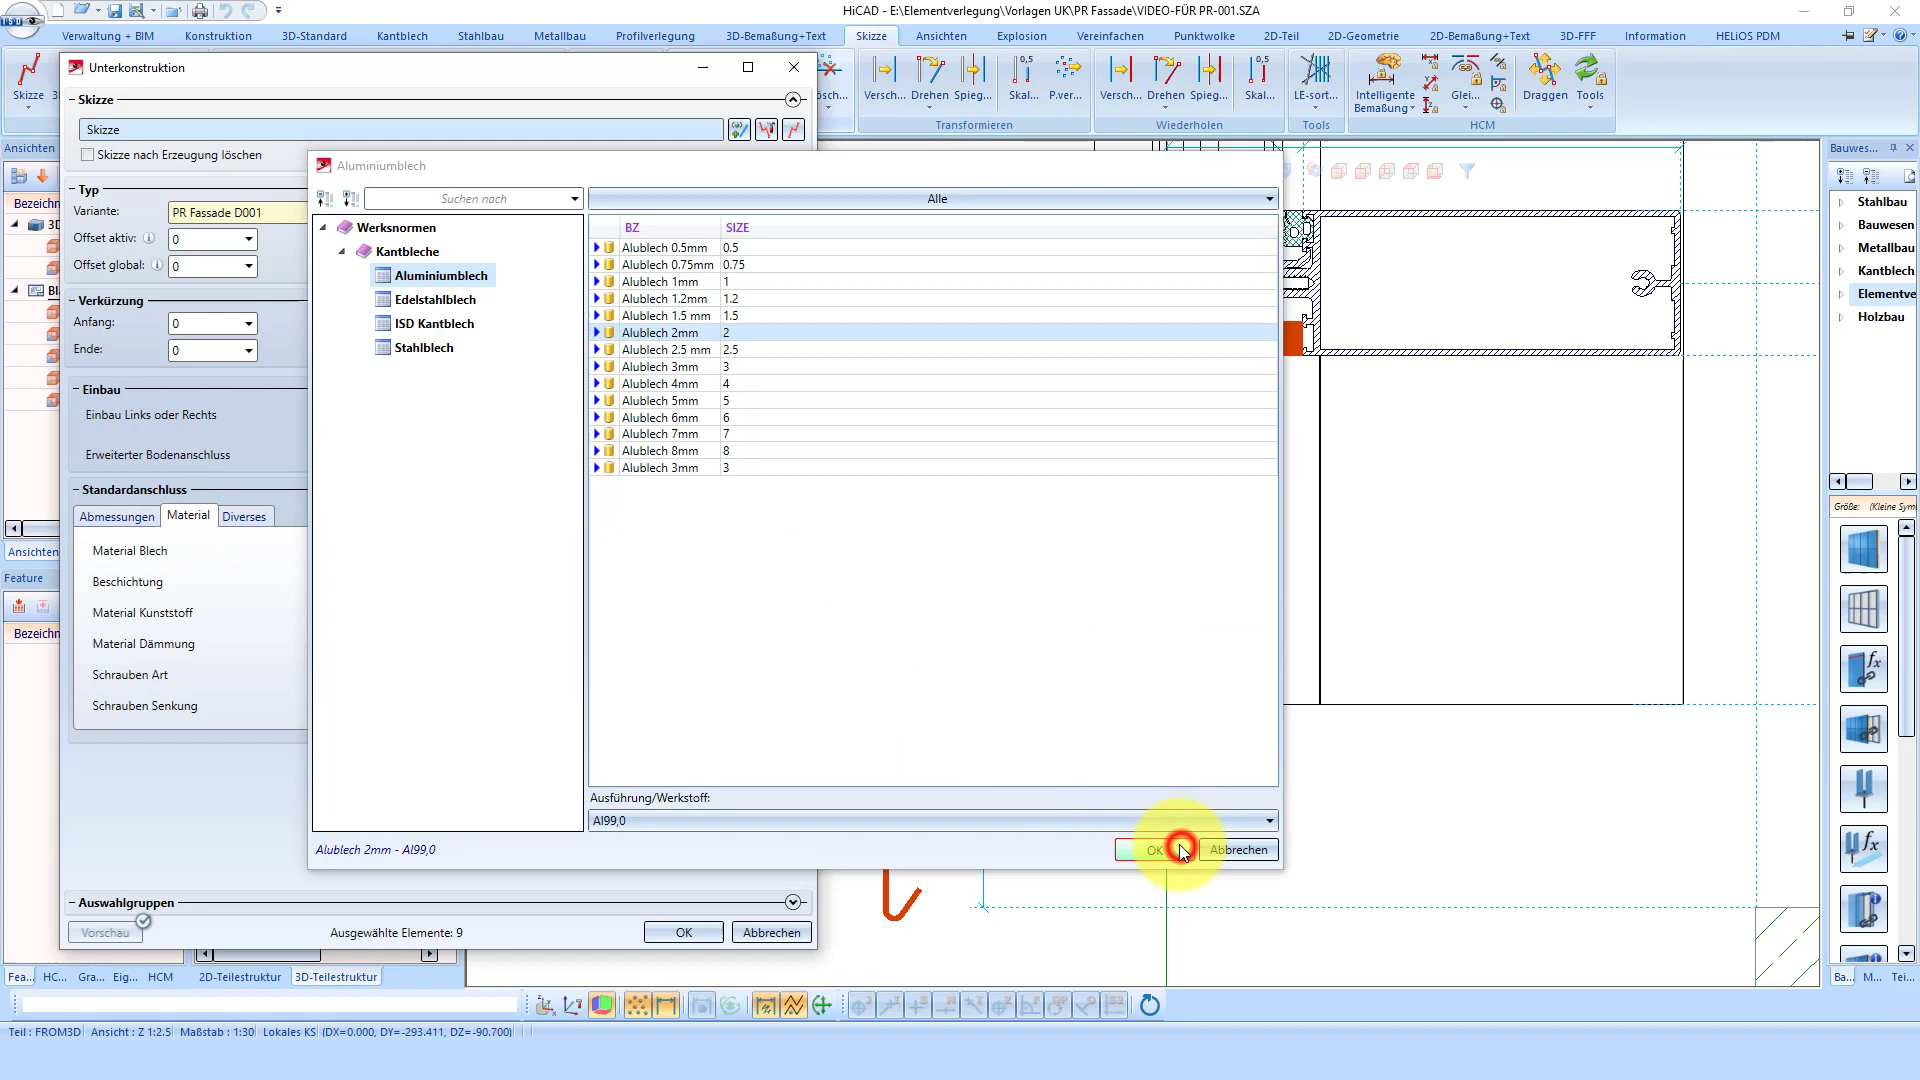 HiCAD - E:\Elementverlegung\Vorlagen UK\PR Fassade\VIDEO-FÜR PR-001.SZA
ISD
Verwaltung + BIM Konstruktion 3D-Standard Kantblech Stahlbau Metallbau Profilverlegung 3D-Bemaßung+Text Skizze Ansichten Explosion Vereinfachen Punktwolke 2D-Teil 2D-Geometrie 2D-Bemaßung+Text 3D-FFF Information HELiOS PDM
Skizze
Versch... Drehen Spieg... Skal... P.ver... Versch... Drehen Spieg... Skal... LE-sort... Intelligente Bemaßung Glei... Draggen Tools
Transformieren Wiederholen Tools HCM
Unterkonstruktion
Skizze
Skizze
Skizze nach Erzeugung löschen
Typ
Variante: PR Fassade D001
Offset aktiv: 0
Offset global: 0
Verkürzung
Anfang: 0
Ende: 0
Einbau
Einbau Links oder Rechts
Erweiterter Bodenanschluss
Standardanschluss
Abmessungen Material Diverses
Material Blech
Beschichtung
Material Kunststoff
Material Dämmung
Schrauben Art
Schrauben Senkung
Auswahlgruppen
Vorschau Ausgewählte Elemente: 9 OK Abbrechen
Aluminiumblech
Suchen nach Alle
Werksnormen
Kantbleche
Aluminiumblech
Edelstahlblech
ISD Kantblech
Stahlblech
BZ SIZE
Alublech 0.5mm 0.5
Alublech 0.75mm 0.75
Alublech 1mm 1
Alublech 1.2mm 1.2
Alublech 1.5 mm 1.5
Alublech 2mm 2
Alublech 2.5 mm 2.5
Alublech 3mm 3
Alublech 4mm 4
Alublech 5mm 5
Alublech 6mm 6
Alublech 7mm 7
Alublech 8mm 8
Alublech 3mm 3
Ausführung/Werkstoff:
Al99,0
Alublech 2mm - Al99,0 OK Abbrechen
Ansichten
Bezeichn
3D
Bl
Ansichten
Feature
Bezeichn
Bauwes...
Stahlbau
Bauwesen
Metallbau
Kantblech
Elementve
Holzbau
Größe: (Kleine Sym
Fea... HC... Gra... Eig... HCM 2D-Teilestruktur 3D-Teilestruktur
Ba... M... Tei...
Teil : FROM3D Ansicht : Z 1:2.5 Maßstab : 1:30 Lokales KS (DX=0.000, DY=-293.411, DZ=-90.700)